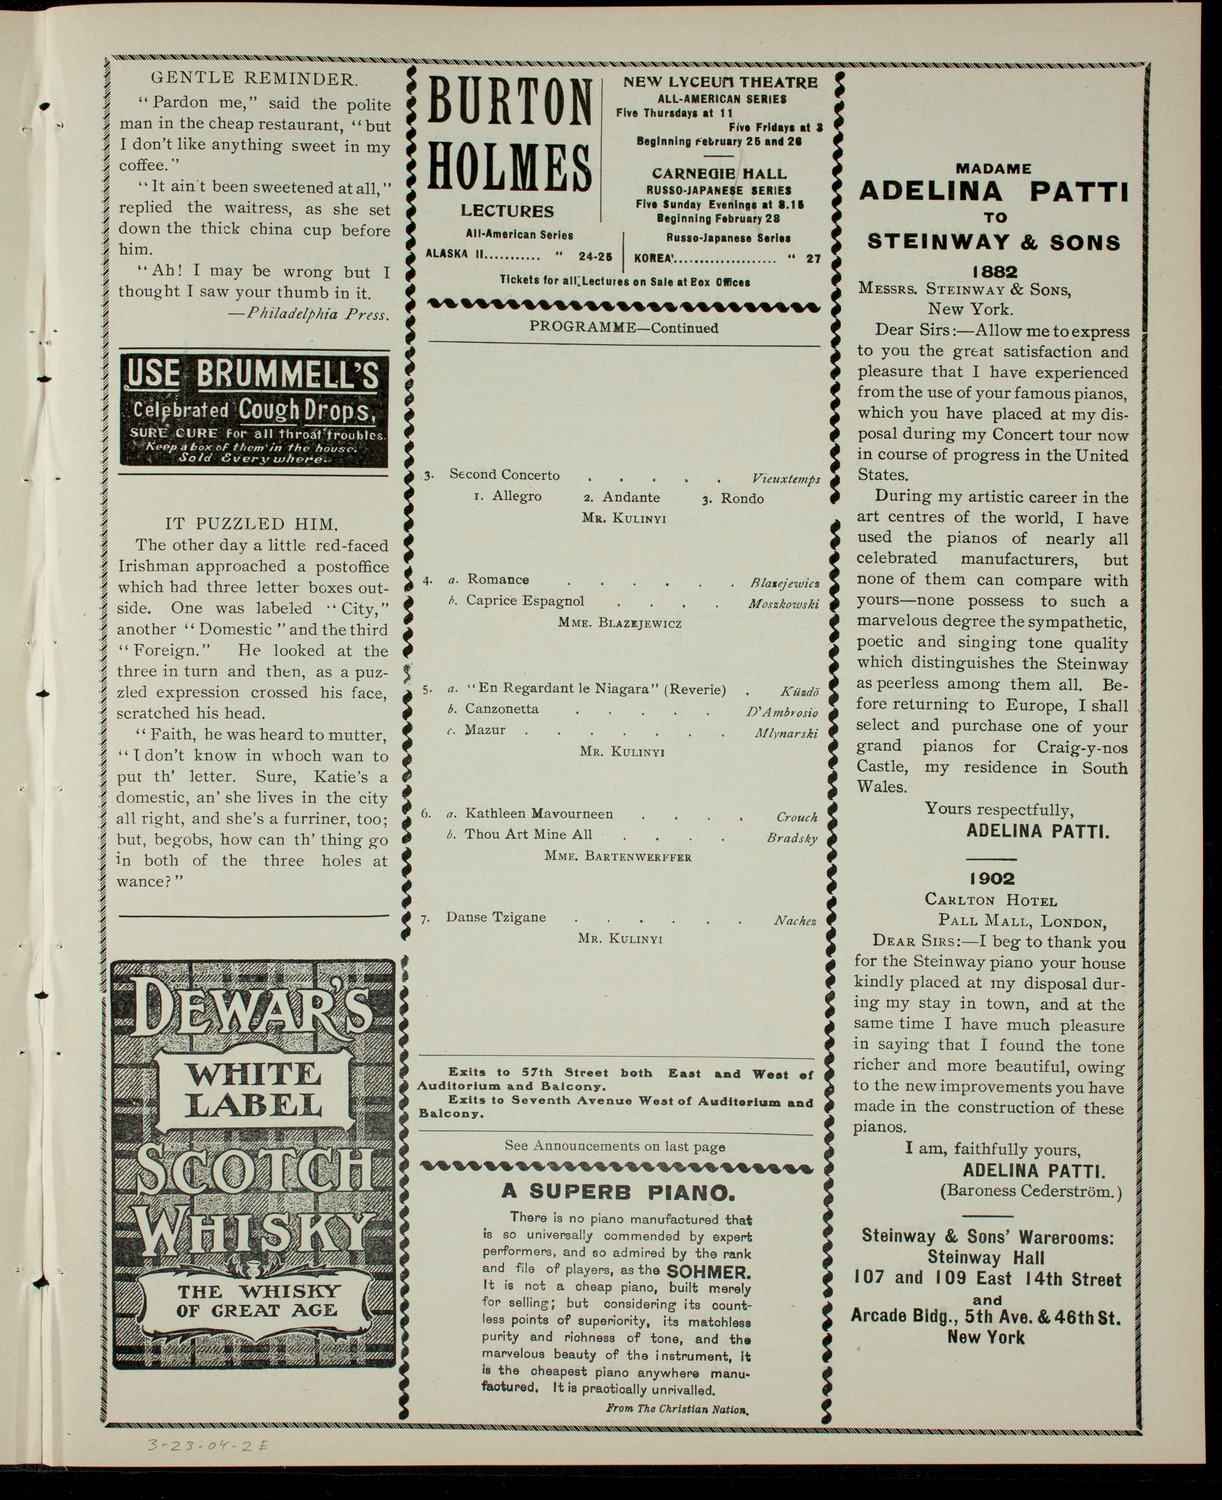 GENTLE REMINDER.
“Pardon me,” said the polite
man in the cheap restaurant, “but
I don't like anything sweet in my
coffee.”
“It ain't been sweetened at all,”
replied the waitress, as she set
down the thick china cup before
him.
“Ah! I may be wrong but I
thought I saw your thumb in it.
—Philadelphia Press.
USE BRUMMELL'S
Celebrated Cough Drops,
SURE CURE For all throat troubles.
Keep a box of them in the house.
Sold Everywhere.
IT PUZZLED HIM.
The other day a little red-faced
Irishman approached a postoffice
which had three letter boxes out-
side. One was labeled “City,”
another “Domestic” and the third
“Foreign.” He looked at the
three in turn and then, as a puz-
zled expression crossed his face,
scratched his head.
“Faith, he was heard to mutter,
“I don't know in whoch wan to
put th' letter. Sure, Katie's a
domestic, an' she lives in the city
all right, and she's a furriner, too;
but, begobs, how can th' thing go
in both of the three holes at
wance?”
DEWAR'S
WHITE
LABEL
SCOTCH
WHISKY
THE WHISKY
OF GREAT AGE
BURTON
HOLMES
LECTURES
NEW LYCEUM THEATRE
ALL-AMERICAN SERIES
Five Thursdays at 11
Five Fridays at 3
Beginning February 25 and 26
CARNEGIE HALL
RUSSO-JAPANESE SERIES
Five Sunday Evenings at 8.15
Beginning February 28
All-American Series
ALASKA II........... “ 24-25
Russo-Japanese Series
KOREA'..................... “ 27
Tickets for all Lectures on Sale at Box Offices
PROGRAMME—Continued
3. Second Concerto . . . . . Vieuxtemps
1. Allegro 2. Andante 3. Rondo
MR. KULINYI
4. a. Romance . . . . . . Blazejewicz
b. Caprice Espagnol . . . . Moszkowski
MME. BLAZEJEWICZ
5. a. “En Regardant le Niagara” (Reverie) . Küzdö
b. Canzonetta . . . . . D'Ambrosio
c. Mazur . . . . . . . Mlynarski
MR. KULINYI
6. a. Kathleen Mavourneen . . . . Crouch
b. Thou Art Mine All . . . . Bradsky
MME. BARTENWERFFER
7. Danse Tzigane . . . . . . Nachez
MR. KULINYI
Exits to 57th Street both East and West of
Auditorium and Balcony.
Exits to Seventh Avenue West of Auditorium and
Balcony.
See Announcements on last page
A SUPERB PIANO.
There is no piano manufactured that
is so universally commended by expert
performers, and so admired by the rank
and file of players, as the SOHMER.
It is not a cheap piano, built merely
for selling; but considering its count-
less points of superiority, its matchless
purity and richness of tone, and the
marvelous beauty of the instrument, it
is the cheapest piano anywhere manu-
factured. It is practically unrivalled.
From The Christian Nation.
MADAME
ADELINA PATTI
TO
STEINWAY & SONS
1882
MESSRS. STEINWAY & SONS,
New York.
Dear Sirs:—Allow me to express
to you the great satisfaction and
pleasure that I have experienced
from the use of your famous pianos,
which you have placed at my dis-
posal during my Concert tour now
in course of progress in the United
States.
During my artistic career in the
art centres of the world, I have
used the pianos of nearly all
celebrated manufacturers, but
none of them can compare with
yours—none possess to such a
marvelous degree the sympathetic,
poetic and singing tone quality
which distinguishes the Steinway
as peerless among them all. Be-
fore returning to Europe, I shall
select and purchase one of your
grand pianos for Craig-y-nos
Castle, my residence in South
Wales.
Yours respectfully,
ADELINA PATTI.
1902
CARLTON HOTEL
PALL MALL, LONDON,
DEAR SIRS:—I beg to thank you
for the Steinway piano your house
kindly placed at my disposal dur-
ing my stay in town, and at the
same time I have much pleasure
in saying that I found the tone
richer and more beautiful, owing
to the new improvements you have
made in the construction of these
pianos.
I am, faithfully yours,
ADELINA PATTI.
(Baroness Cederström.)
Steinway & Sons' Warerooms:
Steinway Hall
107 and 109 East 14th Street
and
Arcade Bldg., 5th Ave. & 46th St.
New York
3-23-04-2E